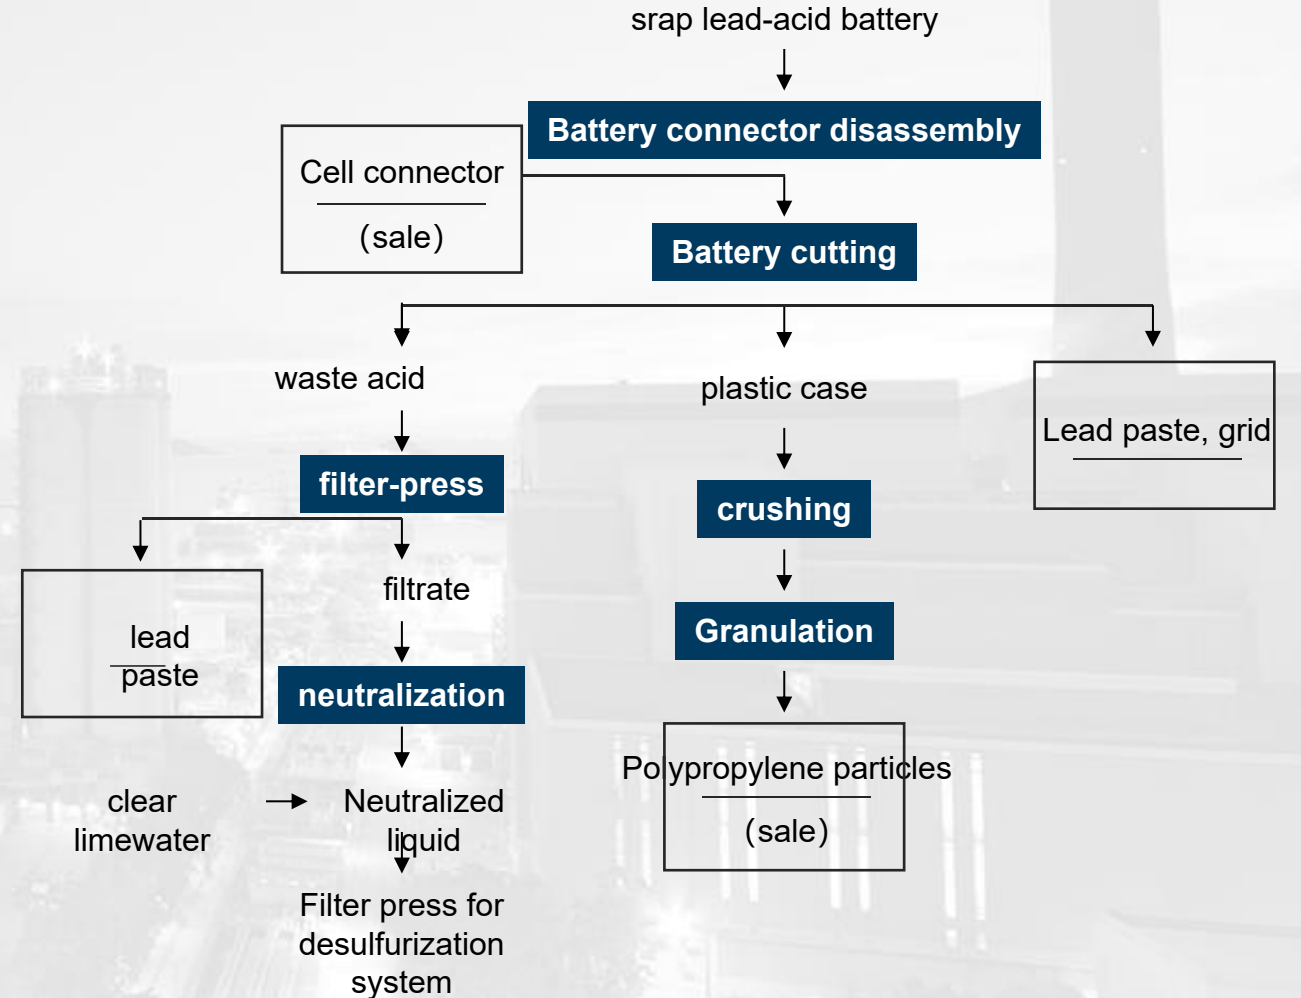 srap lead-acid battery
Battery connector disassembly
Cell connector
(sale)
Battery cutting
waste acid
plastic case
Lead paste, grid
filter-press
crushing
filtrate
lead
paste
Granulation
neutralization
Polypropylene particles
(sale)
clear
limewater
Neutralized
liquid
Filter press for
desulfurization
system